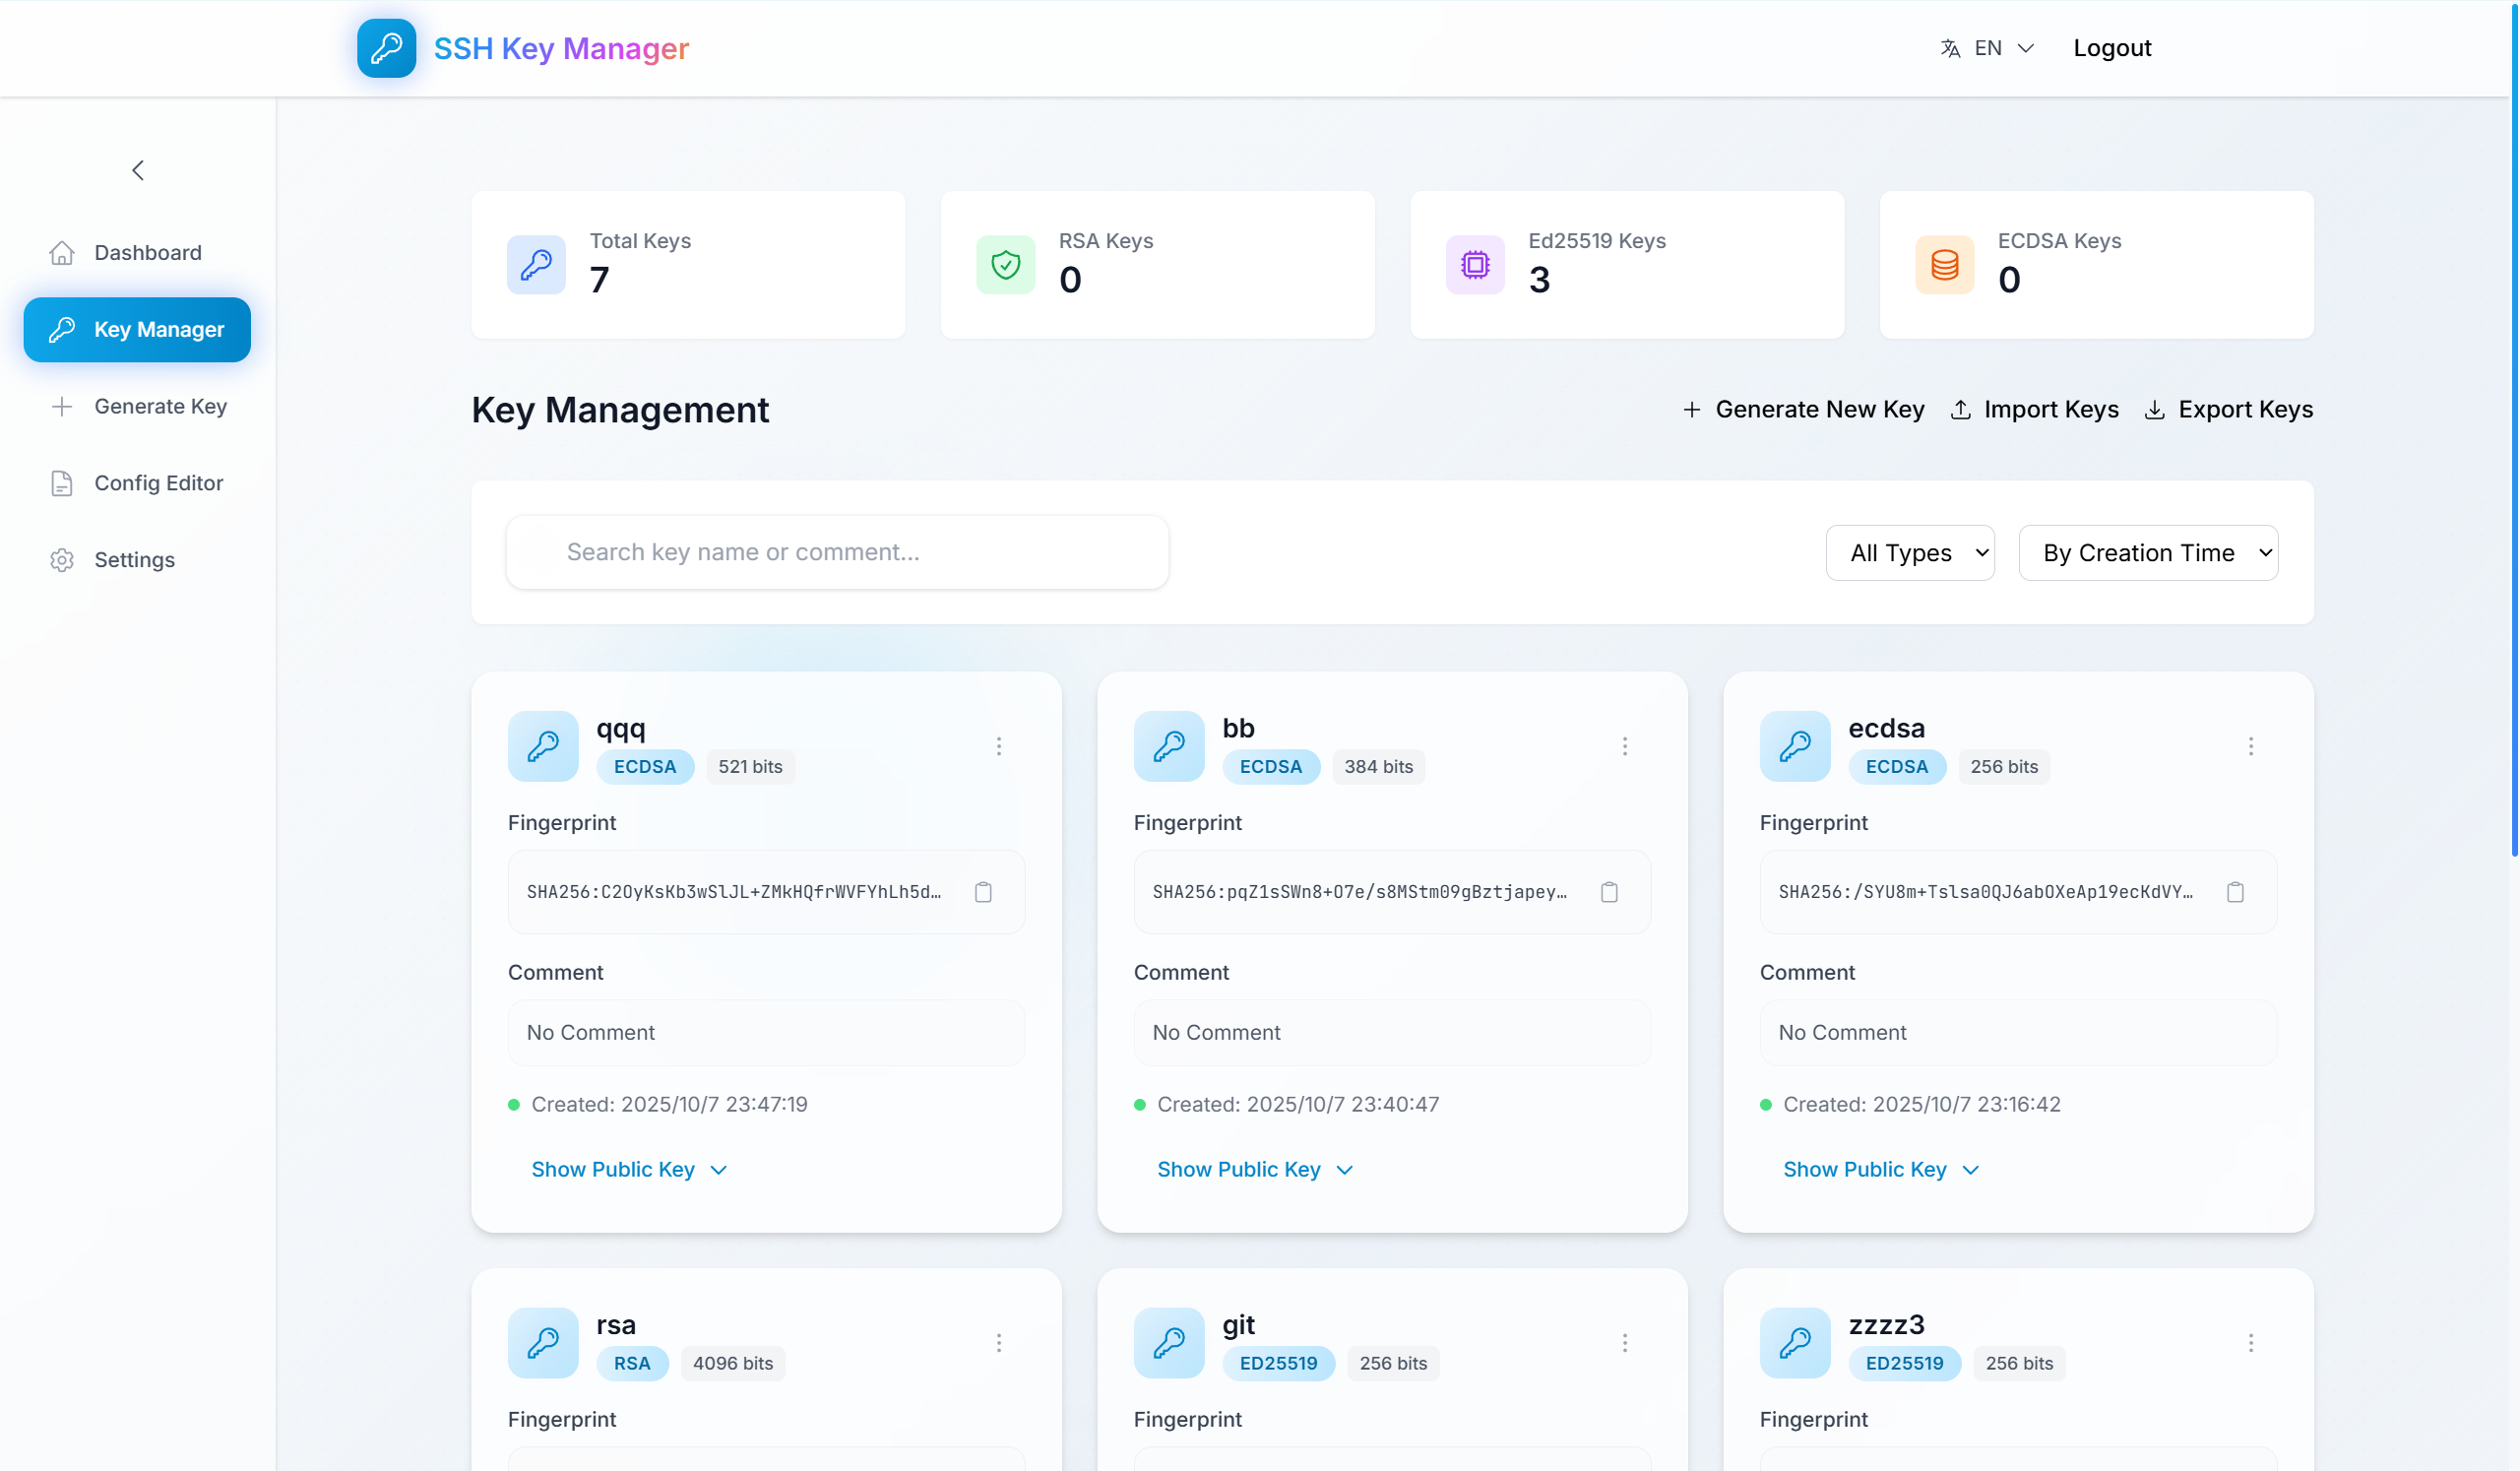 SSH Key Manager
EN
Logout
Dashboard
Key Manager
Generate Key
Config Editor
Settings
Total Keys
7
RSA Keys
0
Ed25519 Keys
3
ECDSA Keys
0
Key Management
Generate New Key
Import Keys
Export Keys
Search key name or comment...
All Types
By Creation Time
qqq
ECDSA 521 bits
Fingerprint
SHA256:C2OyKsKb3wSlJL+ZMkHQfrWVFYhLh5d…
Comment
No Comment
Created: 2025/10/7 23:47:19
Show Public Key
bb
ECDSA 384 bits
Fingerprint
SHA256:pqZ1sSWn8+O7e/s8MStm09gBztjapey…
Comment
No Comment
Created: 2025/10/7 23:40:47
Show Public Key
ecdsa
ECDSA 256 bits
Fingerprint
SHA256:/SYU8m+Tslsa0QJ6abOXeAp19ecKdVY…
Comment
No Comment
Created: 2025/10/7 23:16:42
Show Public Key
rsa
RSA 4096 bits
Fingerprint
git
ED25519 256 bits
Fingerprint
zzzz3
ED25519 256 bits
Fingerprint